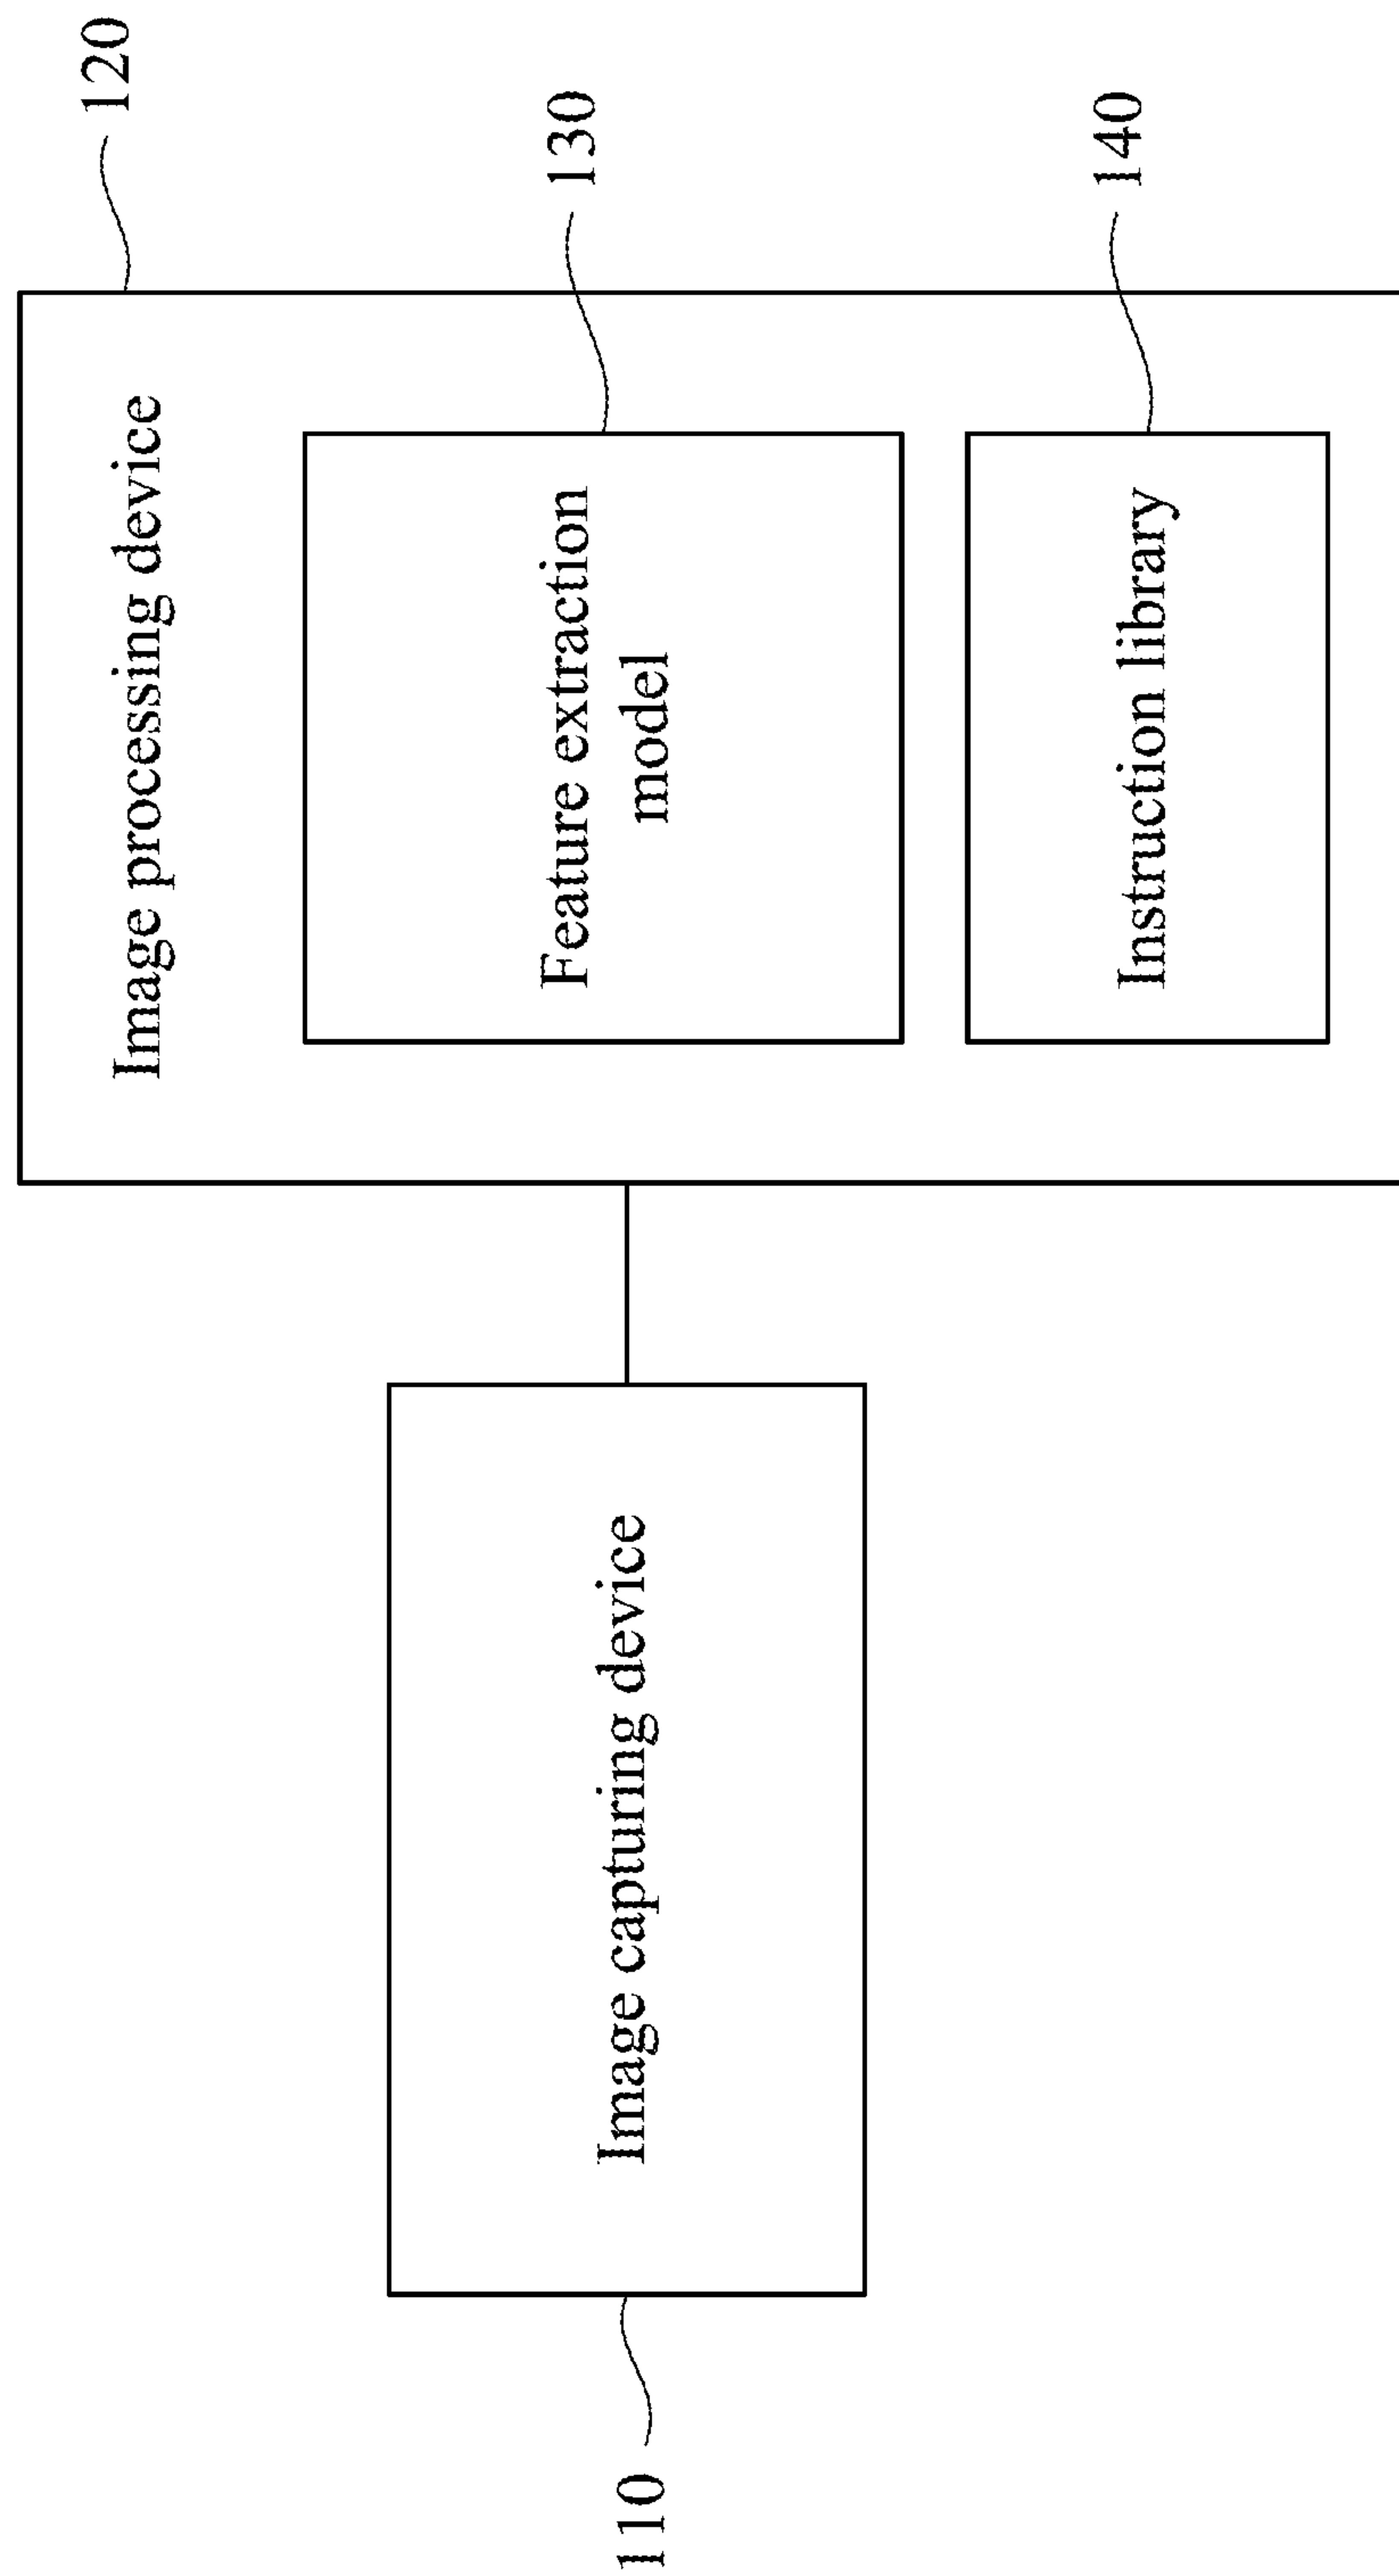 120
Image processing device
130
Feature extraction
model
140
Instruction library
Image capturing device
110